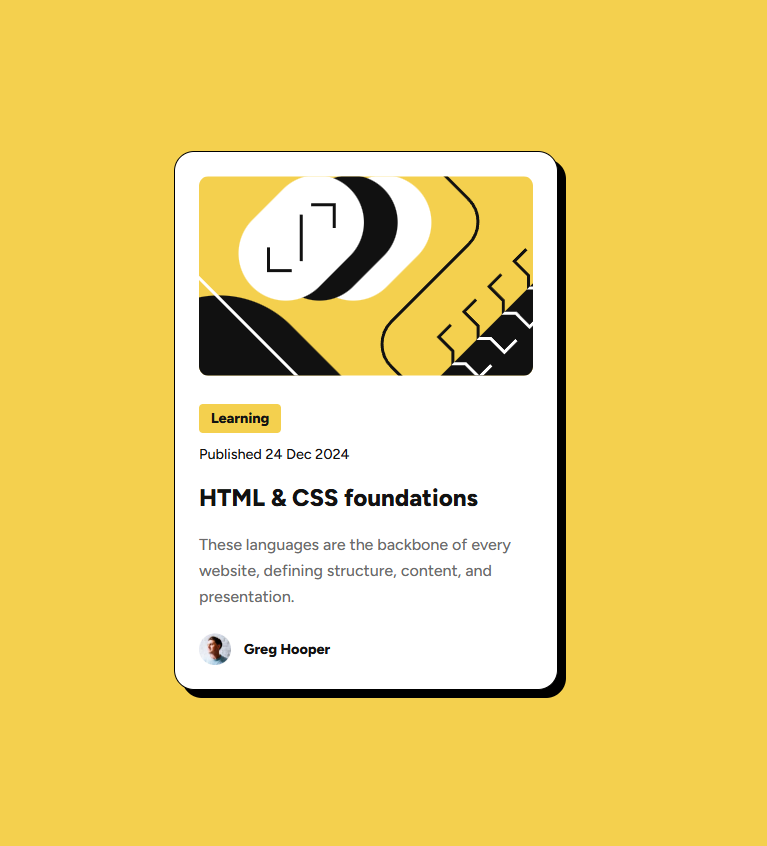 Learning
Published 24 Dec 2024
HTML & CSS foundations
These languages are the backbone of every
website, defining structure, content, and
presentation.
Greg Hooper